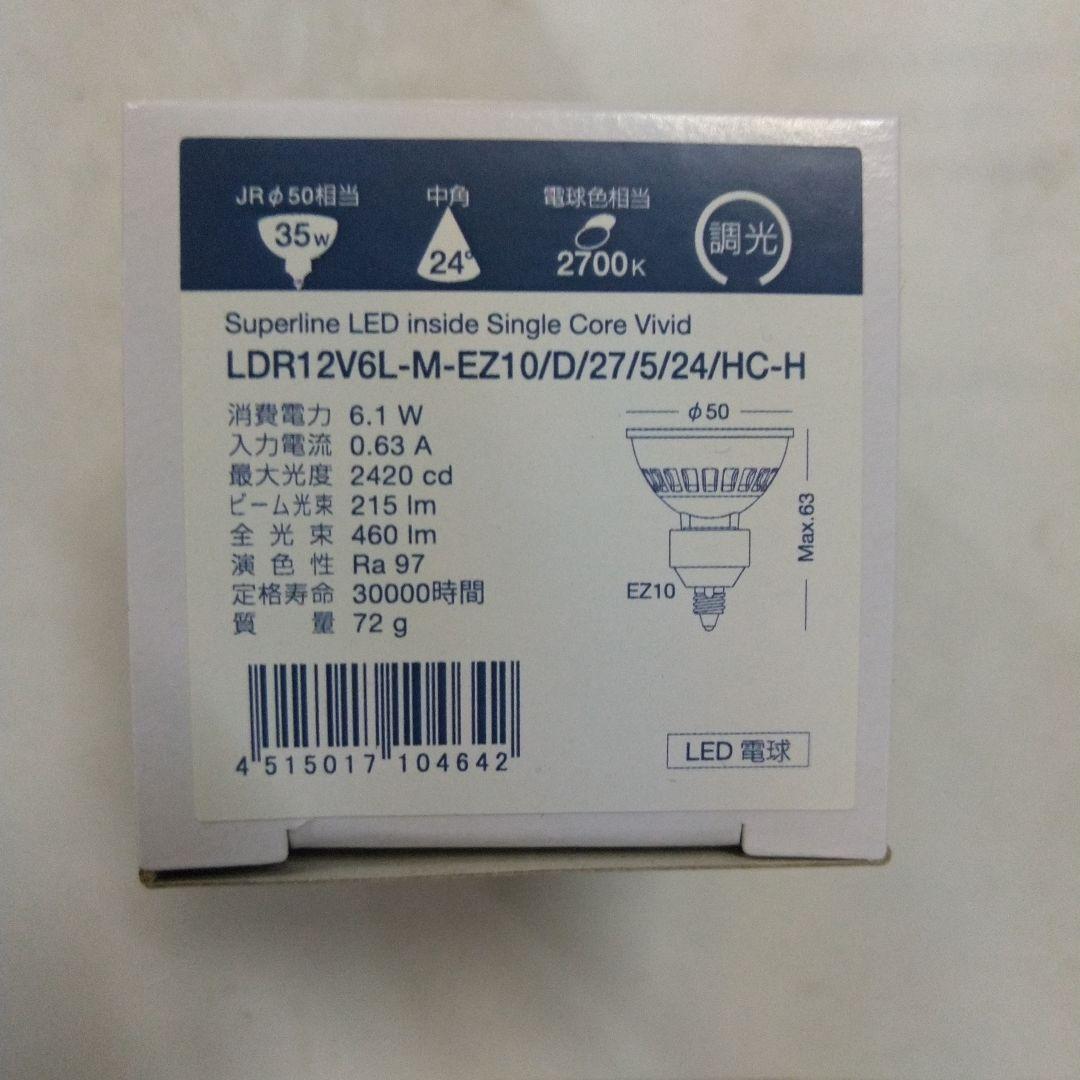 JRφ50相当 中角 電球色相当
35W 24° 2700K 調光
Superline LED inside Single Core Vivid
LDR12V6L-M-EZ10/D/27/5/24/HC-H
消費電力 6.1 W
入力電流 0.63 A
最大光度 2420 cd
ビーム光束 215 lm
全光束 460 lm
演色性 Ra 97
定格寿命 30000時間
質量 72 g
φ50
Max.63
EZ10
4 515017 104642
LED 電球